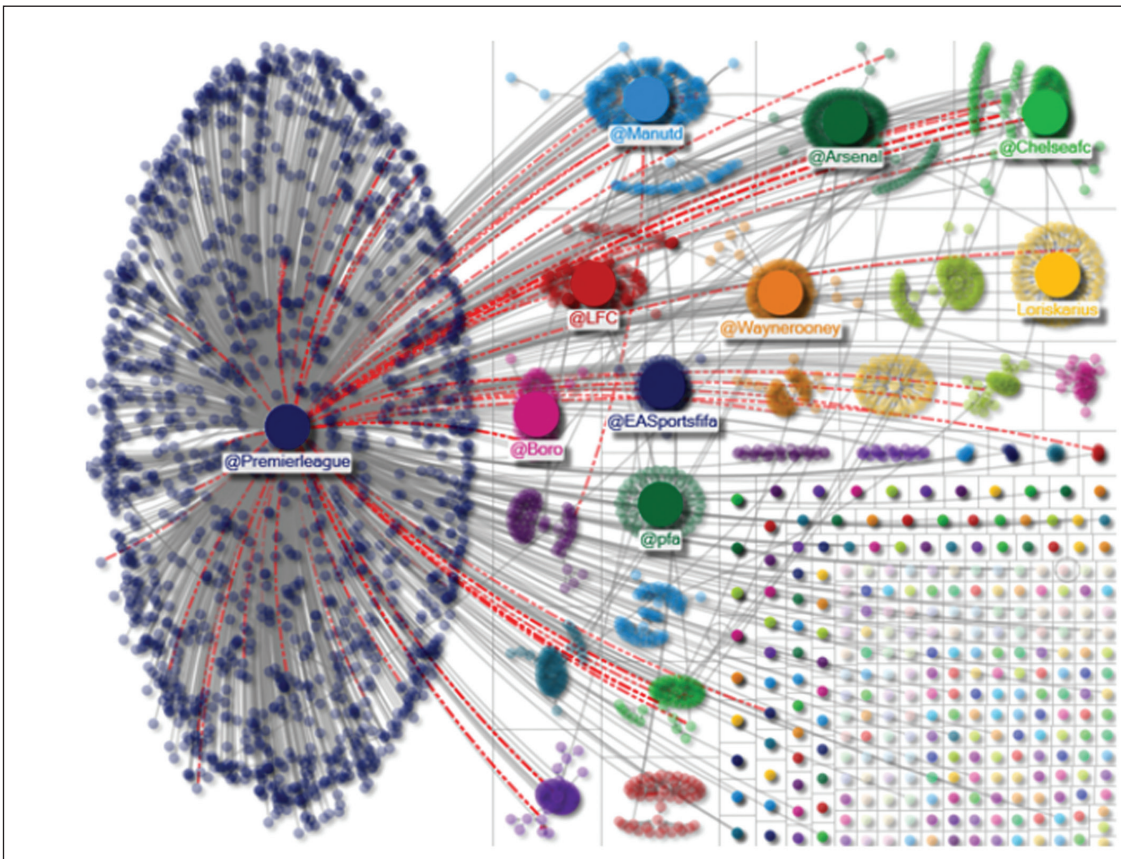 @Manutd
@Arsenal
@Chelseafc
@LFC
@Waynerooney
Loriskarius
@EASportsfifa
@Boro
@Premierleague
@pfa